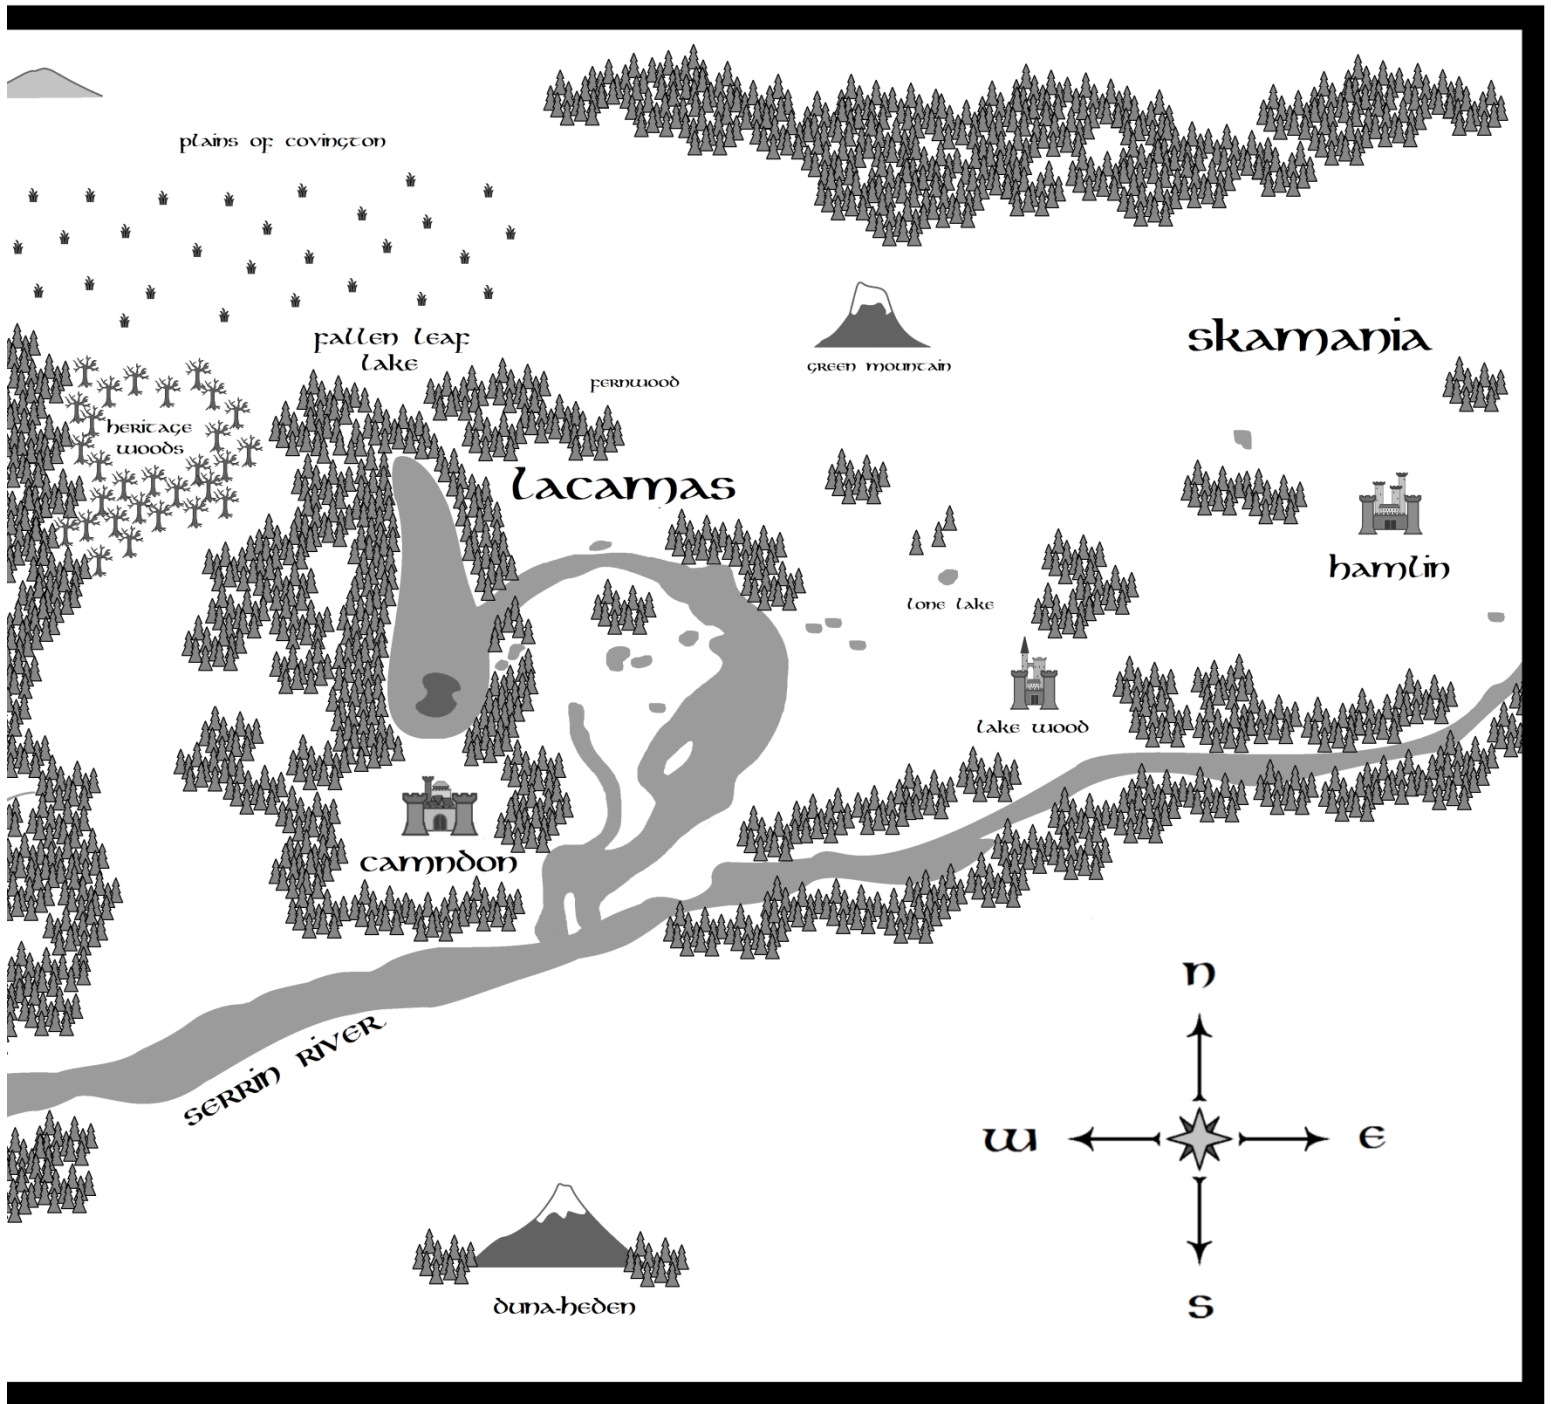 plains of covington
fallen leaf
lake
fernwood
green mountain
skamania
heritage
woods
lacamas
hamlin
lone lake
lake wood
camndon
serrin river
n
w
e
s
duna-heden